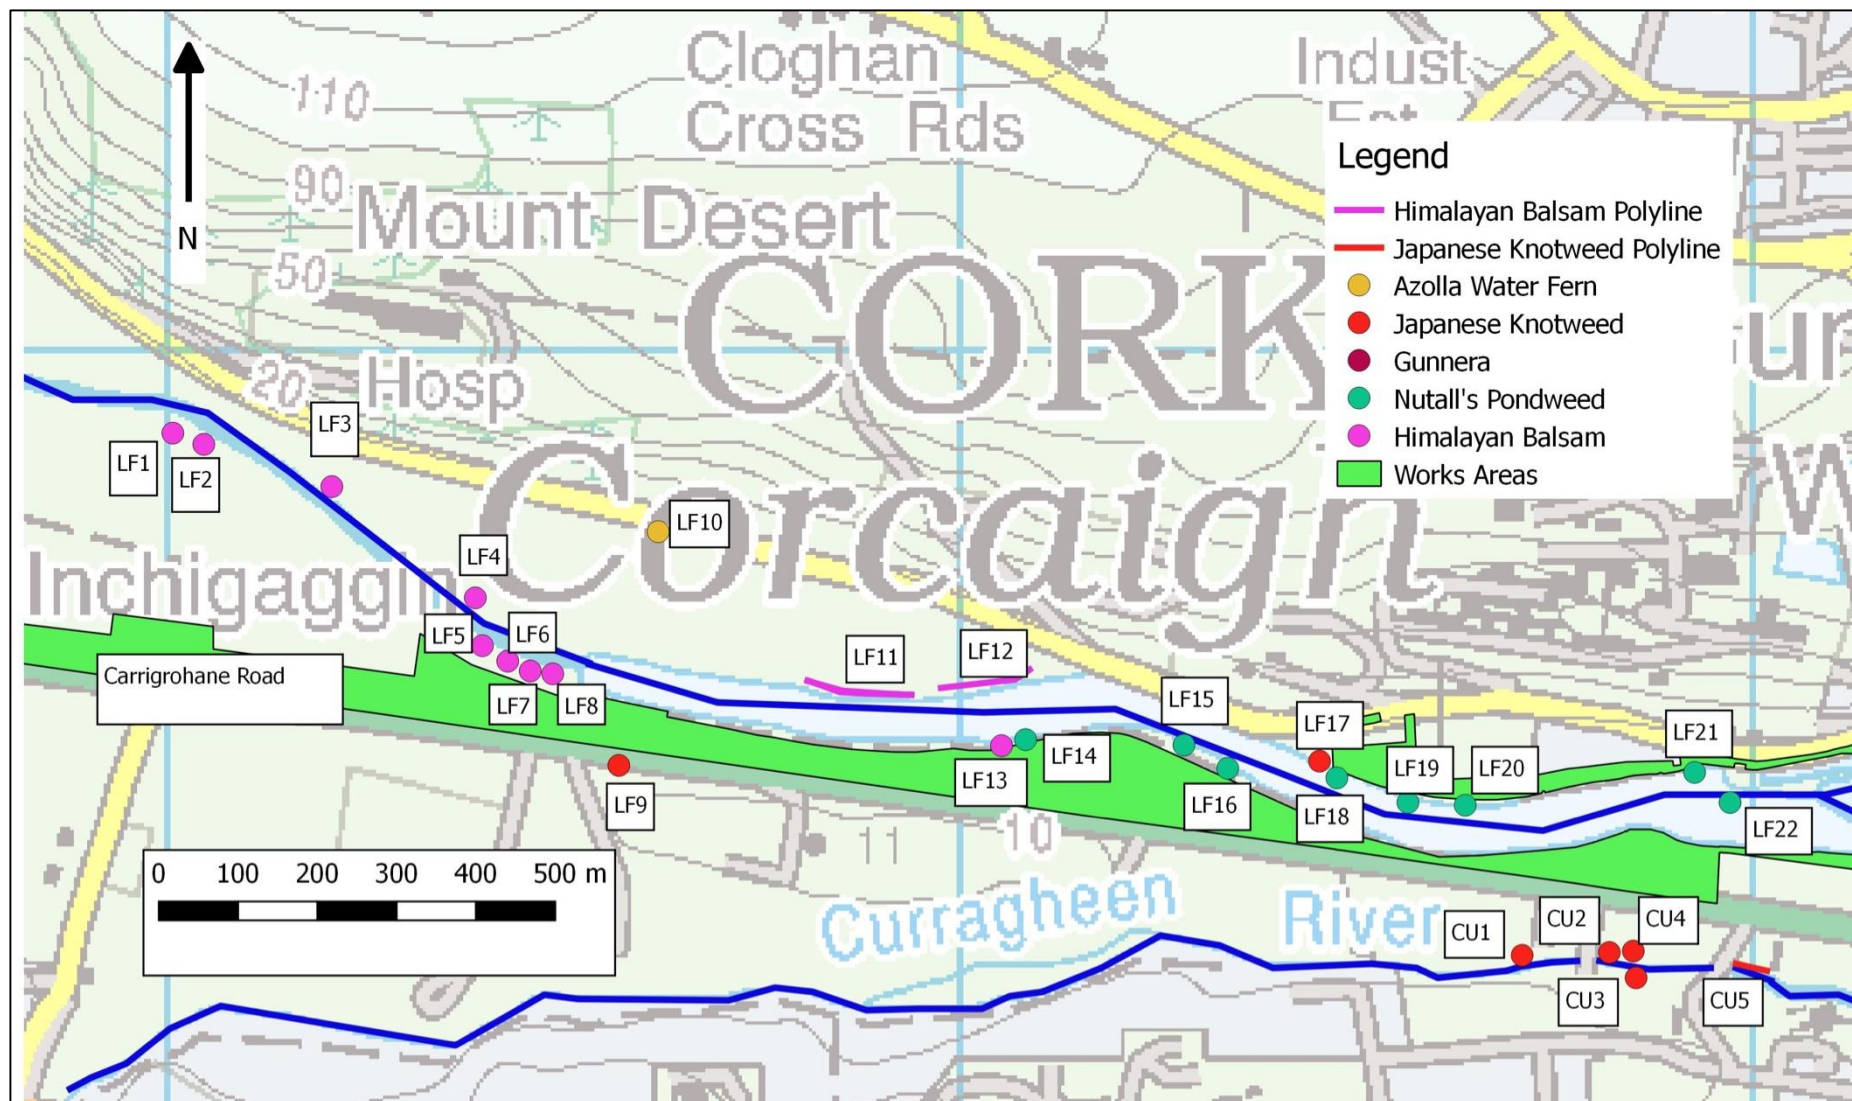 Cloghan
Cross Rds
Indust
Est
110
90
50
20
Mount Desert
Hosp
CORK
Corcaigh
Inchigaggin
N
Legend
Himalayan Balsam Polyline
Japanese Knotweed Polyline
Azolla Water Fern
Japanese Knotweed
Gunnera
Nutall's Pondweed
Himalayan Balsam
Works Areas
ur
W
LF1
LF2
LF3
LF4
LF5
LF6
LF7
LF8
LF9
LF10
LF11
LF12
LF13
LF14
LF15
LF16
LF17
LF18
LF19
LF20
LF21
LF22
Carrigrohane Road
0 100 200 300 400 500 m
11
10
Curragheen River
CU1
CU2
CU3
CU4
CU5